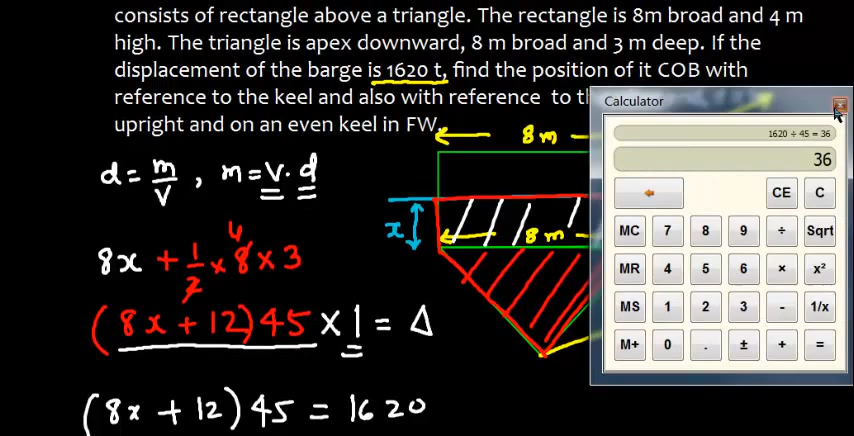 consists of rectangle above a triangle. The rectangle is 8m broad and 4 m
high. The triangle is apex downward, 8 m broad and 3 m deep. If the
displacement of the barge is 1620 t, find the position of it COB with
reference to the keel and also with reference to
upright and on an even keel in FW.
Calculator
1620 ÷ 45 = 36
36
CE C
MC 7 8 9 ÷ Sqrt
MR 4 5 6 × x²
MS 1 2 3 - 1/x
M+ 0 . ± + =
8m
d = m/V , m = V · d
x
8m
8x + 1/2 × 8 4 × 3
(8x + 12) 45 × 1 = Δ
(8x + 12) 45 = 1620